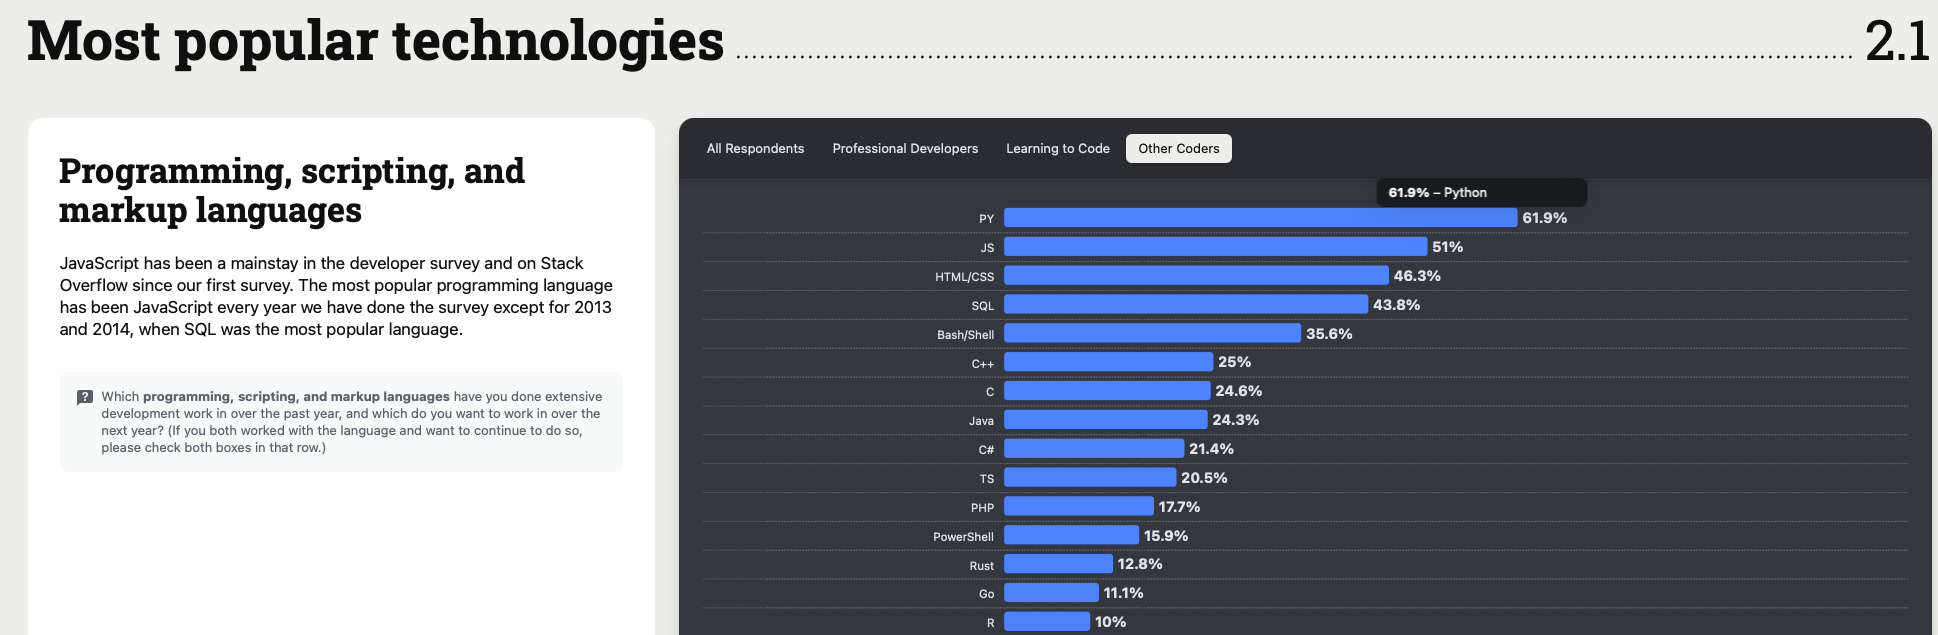 Most popular technologies 2.1
Programming, scripting, and
markup languages
JavaScript has been a mainstay in the developer survey and on Stack
Overflow since our first survey. The most popular programming language
has been JavaScript every year we have done the survey except for 2013
and 2014, when SQL was the most popular language.
Which programming, scripting, and markup languages have you done extensive
development work in over the past year, and which do you want to work in over the
next year? (If you both worked with the language and want to continue to do so,
please check both boxes in that row.)
All Respondents Professional Developers Learning to Code Other Coders
61.9% – Python
PY 61.9%
JS 51%
HTML/CSS 46.3%
SQL 43.8%
Bash/Shell 35.6%
C++ 25%
C 24.6%
Java 24.3%
C# 21.4%
TS 20.5%
PHP 17.7%
PowerShell 15.9%
Rust 12.8%
Go 11.1%
R 10%